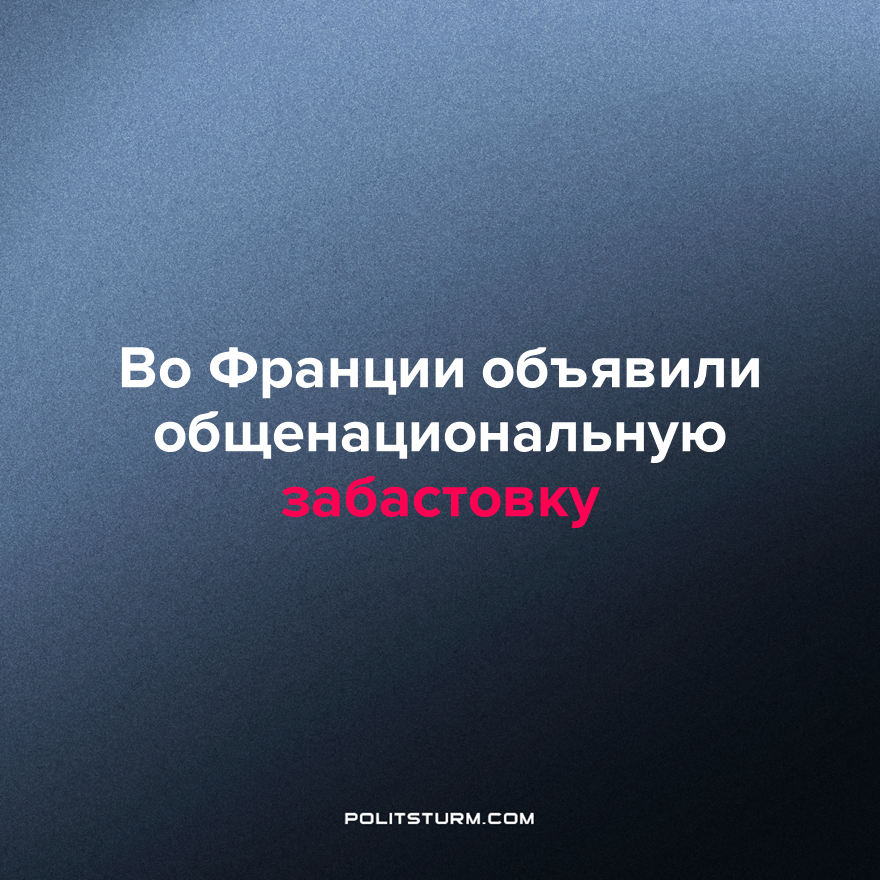 Во Франции объявили
общенациональную
забастовку
POLITSTURM.COM